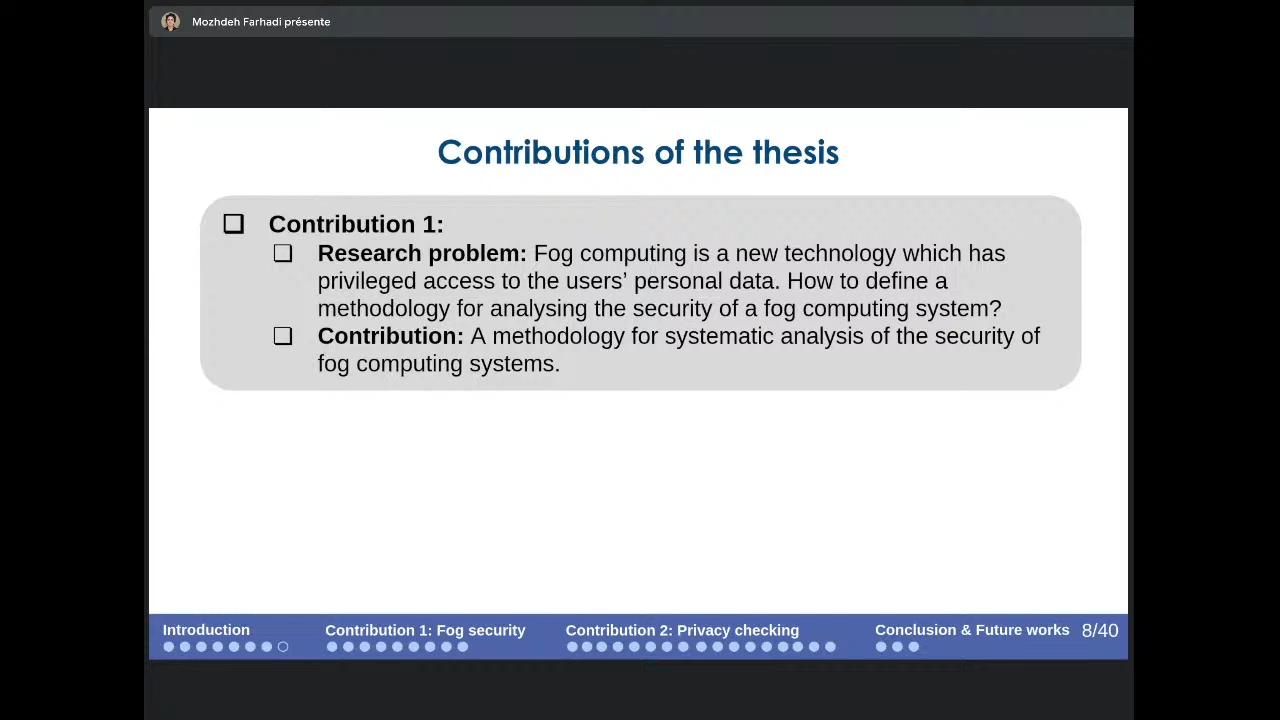 Mozhdeh Farhadi présente
Contributions of the thesis
❏ Contribution 1:
❏ Research problem: Fog computing is a new technology which has
privileged access to the users’ personal data. How to define a
methodology for analysing the security of a fog computing system?
❏ Contribution: A methodology for systematic analysis of the security of
fog computing systems.
Introduction
Contribution 1: Fog security
Contribution 2: Privacy checking
Conclusion & Future works
8/40